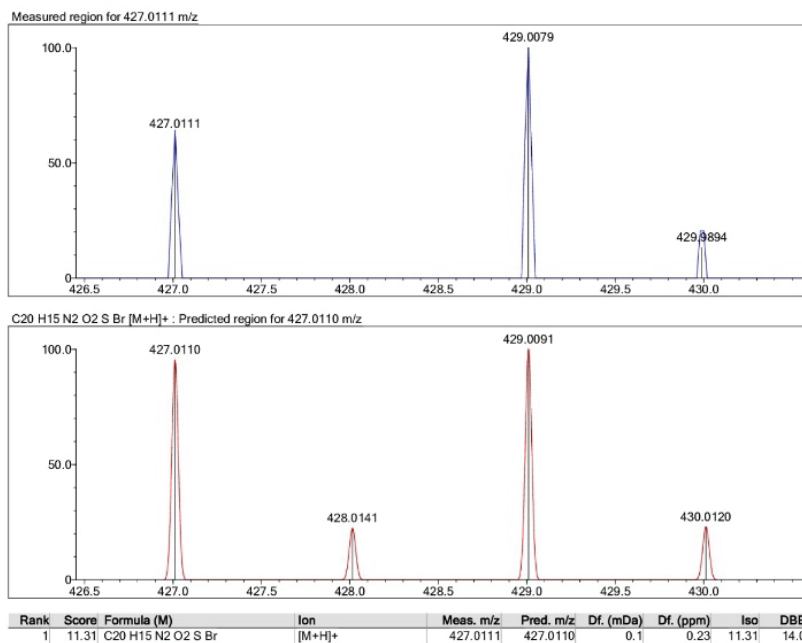 Measured region for 427.0111 m/z
100.0
429.0079
427.0111
50.0
429.9894
0
426.5 427.0 427.5 428.0 428.5 429.0 429.5 430.0
C20 H15 N2 O2 S Br [M+H]+ : Predicted region for 427.0110 m/z
100.0
429.0091
427.0110
50.0
428.0141
430.0120
0
426.5 427.0 427.5 428.0 428.5 429.0 429.5 430.0
Rank Score Formula (M) Ion Meas. m/z Pred. m/z Df. (mDa) Df. (ppm) Iso DBE
1 11.31 C20 H15 N2 O2 S Br [M+H]+ 427.0111 427.0110 0.1 0.23 11.31 14.0